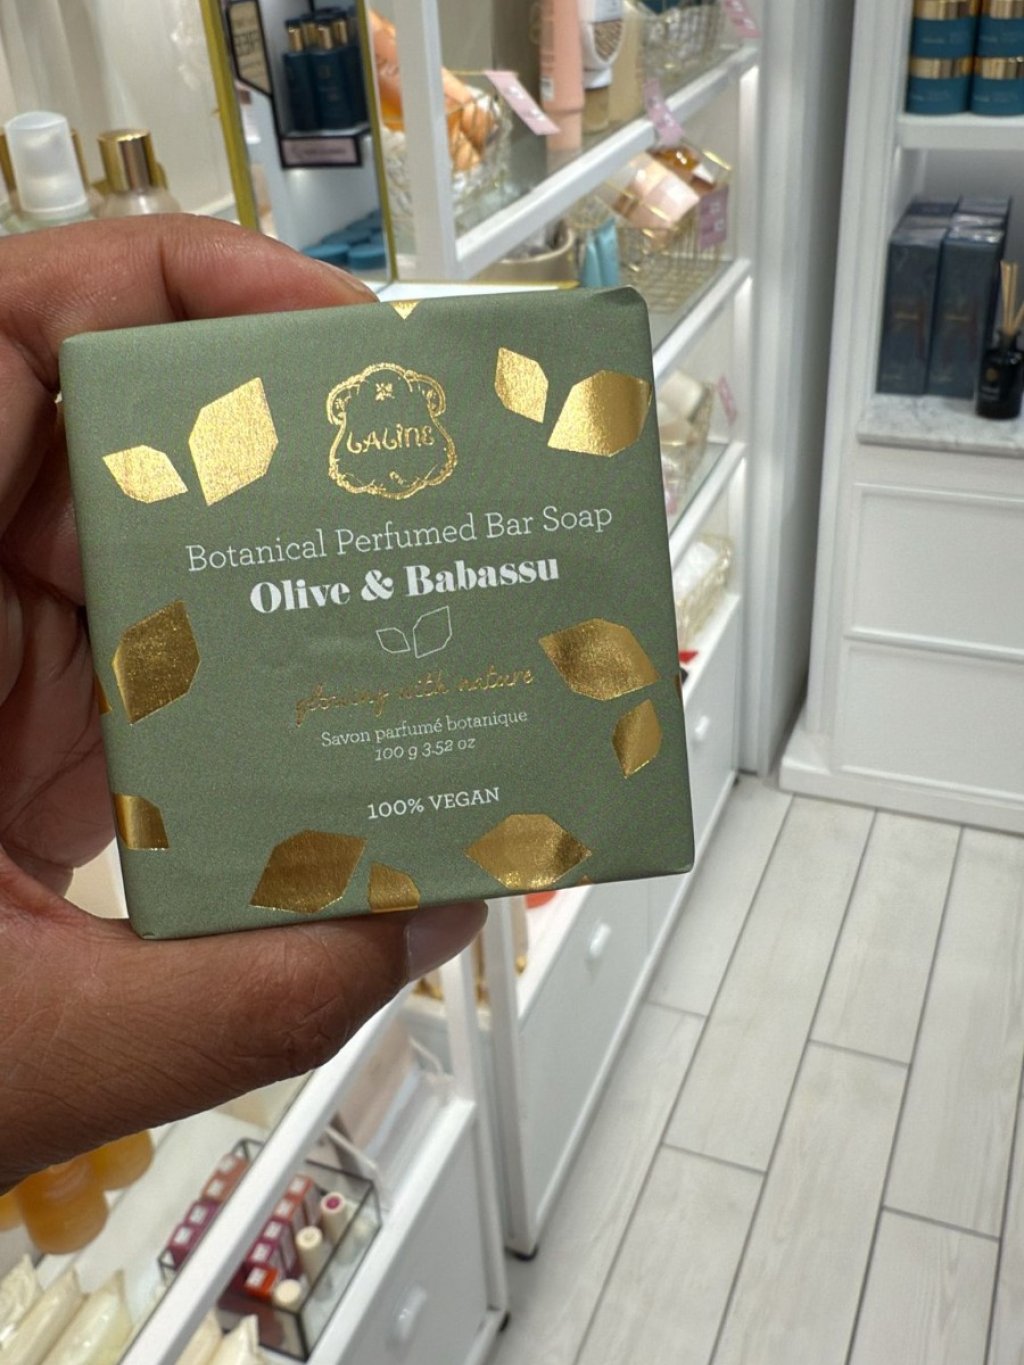 LALINE
Botanical Perfumed Bar Soap
Olive & Babassu
glowing with nature
Savon parfumé botanique
100 g 3.52 oz
100% VEGAN